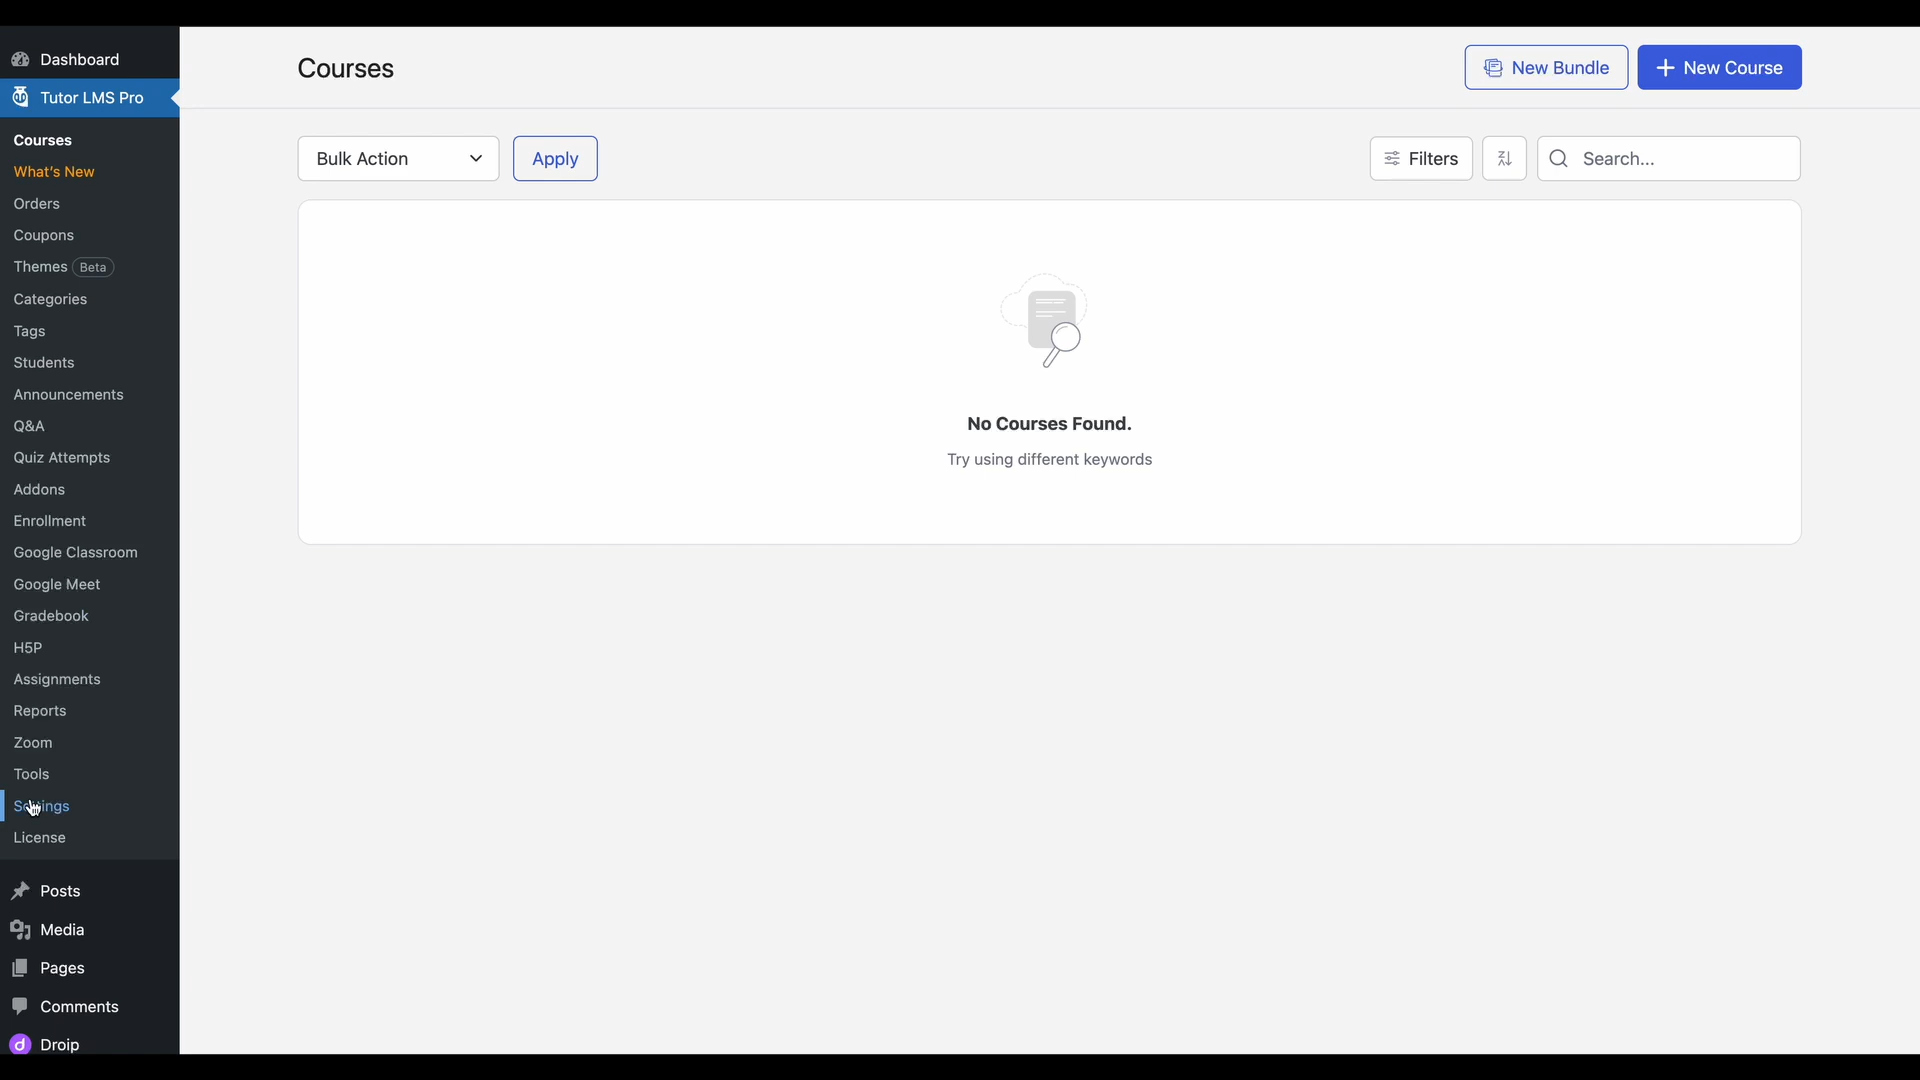 Dashboard
Tutor LMS Pro
Courses
What's New
Orders
Coupons
Themes Beta
Categories
Tags
Students
Announcements
Q&A
Quiz Attempts
Addons
Enrollment
Google Classroom
Google Meet
Gradebook
H5P
Assignments
Reports
Zoom
Tools
Settings
License
Posts
Media
Pages
Comments
Droip
Courses
New Bundle
New Course
Bulk Action
Apply
Filters
Search...
No Courses Found.
Try using different keywords